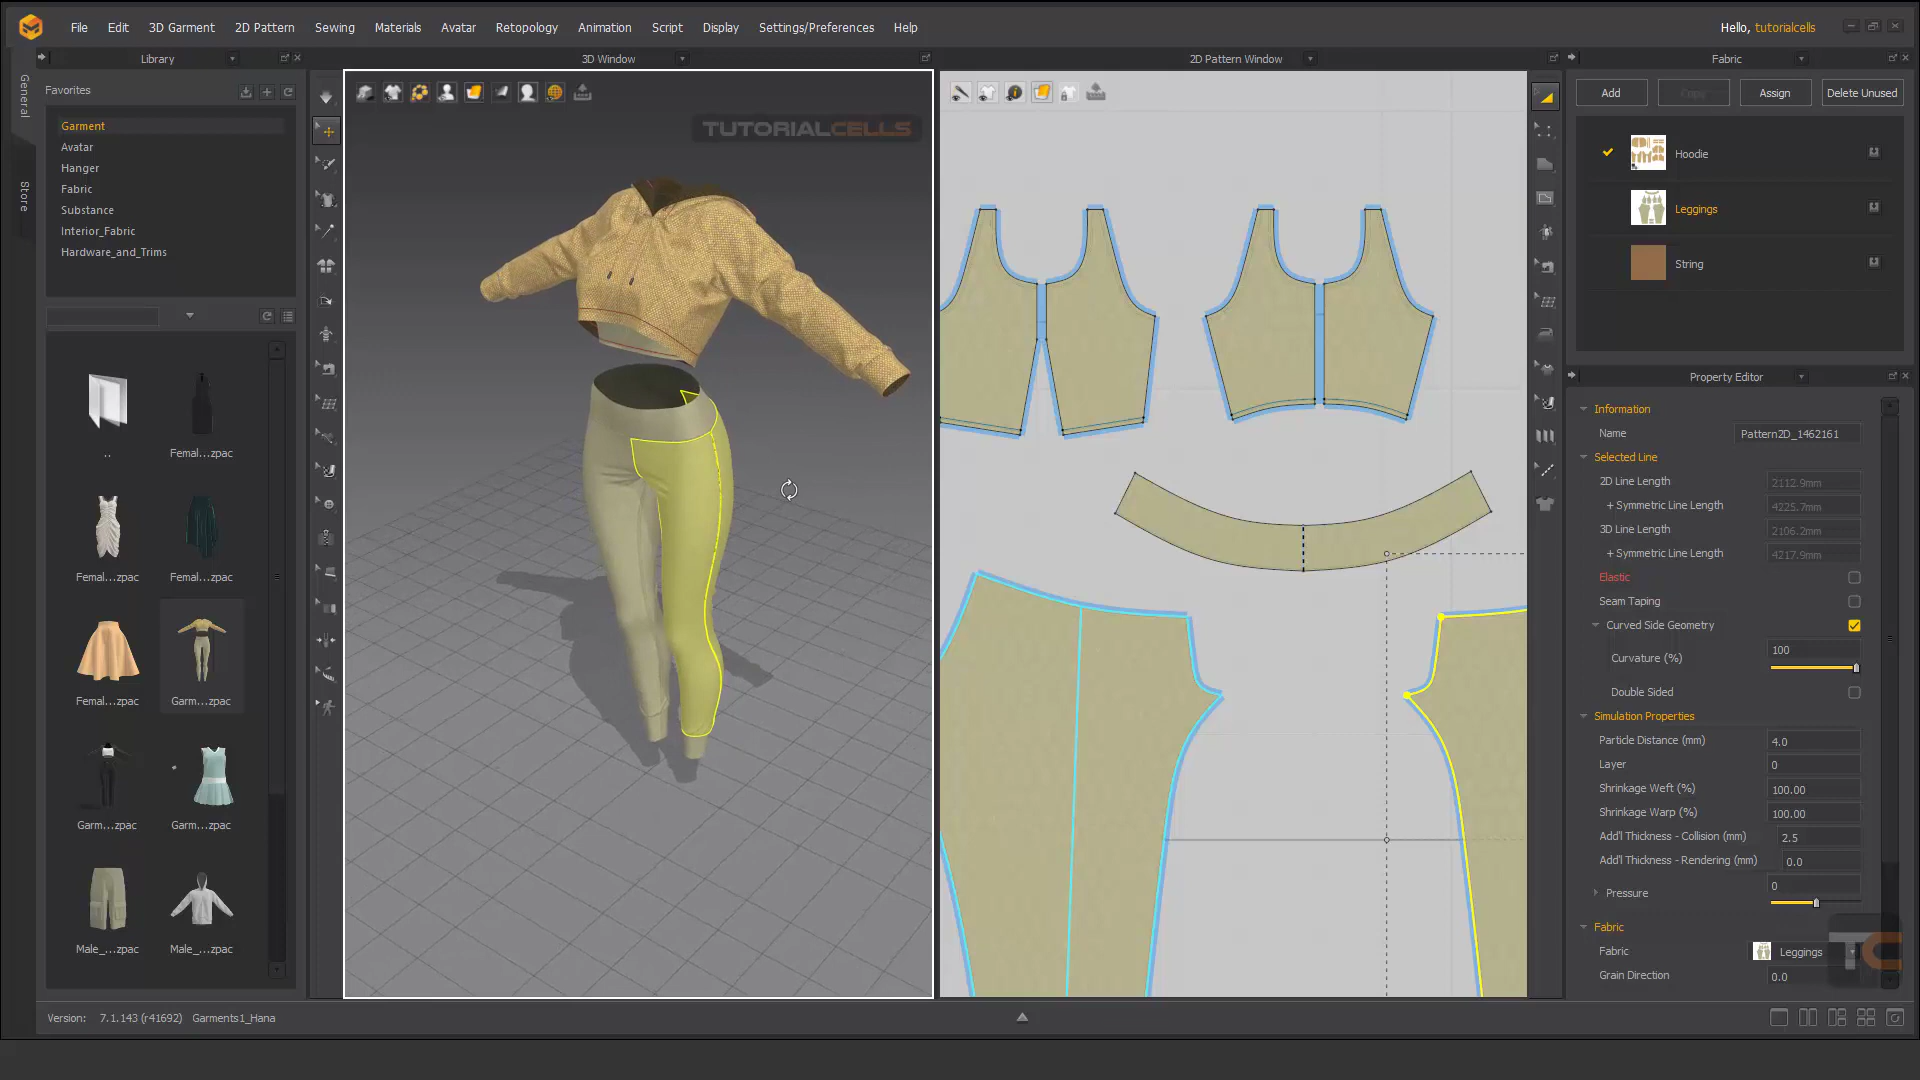 File Edit 3D Garment 2D Pattern Sewing Materials Avatar Retopology Animation Script Display Settings/Preferences Help
Hello, tutorialcells
Library
3D Window
2D Pattern Window
Fabric
General
Store
Favorites
Garment
Avatar
Hanger
Fabric
Substance
Interior_Fabric
Hardware_and_Trims
..
Femal...zpac
Femal...zpac
Femal...zpac
Femal...zpac
Garm...zpac
Garm...zpac
Garm...zpac
Male_...zpac
Male_...zpac
TUTORIALCELLS
Add Copy Assign Delete Unused
Hoodie
Leggings
String
Property Editor
Information
Name Pattern2D_1462161
Selected Line
2D Line Length 2112.9mm
+ Symmetric Line Length 4225.7mm
3D Line Length 2106.2mm
+ Symmetric Line Length 4217.9mm
Elastic
Seam Taping
Curved Side Geometry
Curvature (%) 100
Double Sided
Simulation Properties
Particle Distance (mm) 4.0
Layer 0
Shrinkage Weft (%) 100.00
Shrinkage Warp (%) 100.00
Add'l Thickness - Collision (mm) 2.5
Add'l Thickness - Rendering (mm) 0.0
Pressure 0
Fabric
Fabric Leggings
Grain Direction 0.0
TC
Version: 7.1.143 (r41692) Garments1_Hana